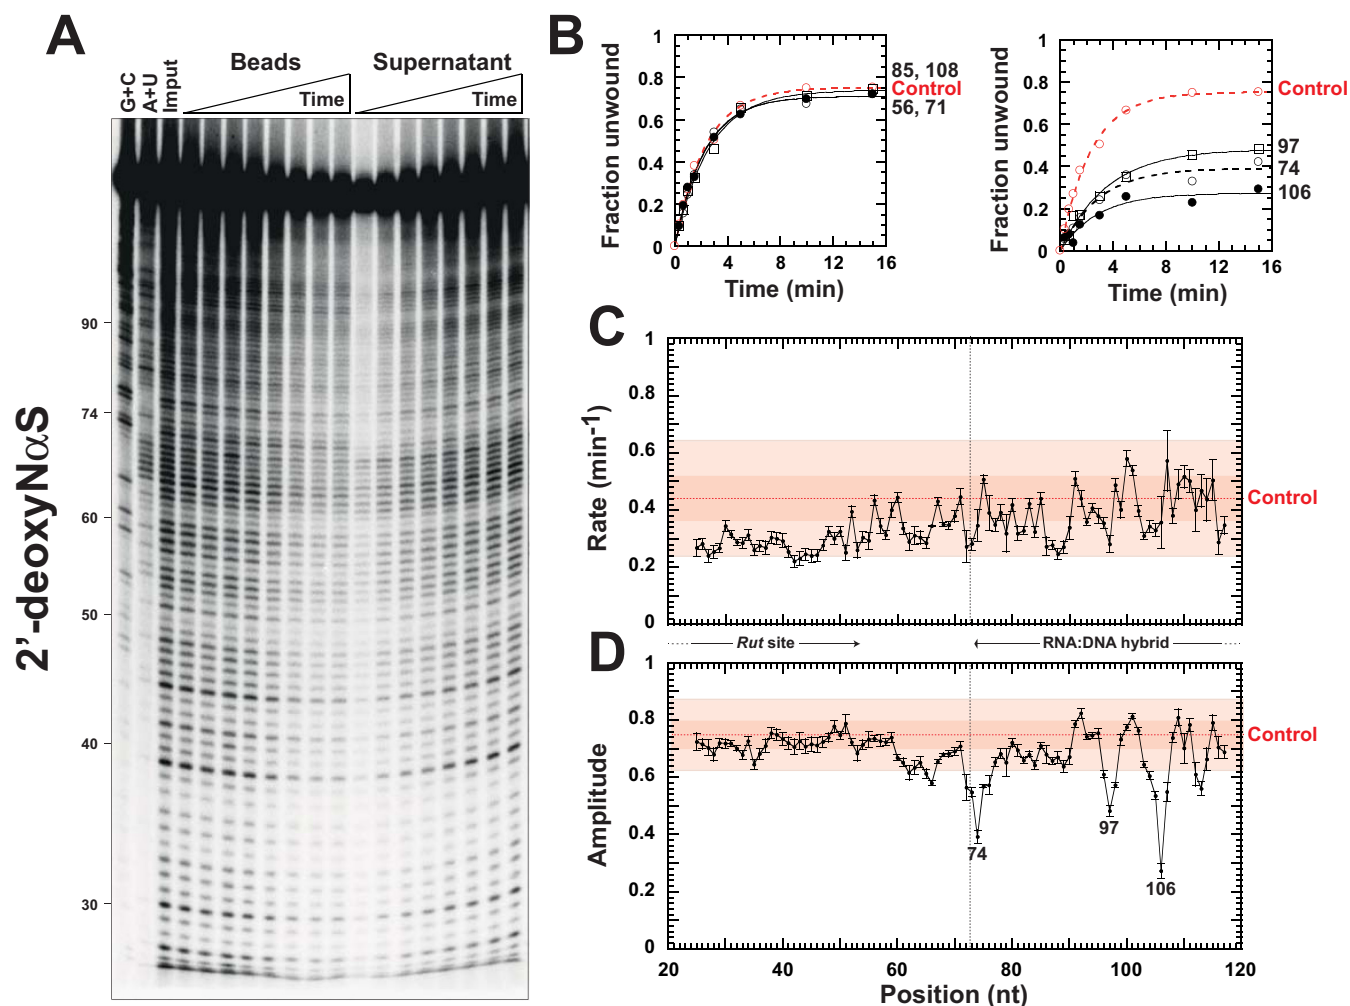 A
2'-deoxyNαS
G+C
A+U
Imput
Beads
Time
Supernatant
Time
90
74
60
50
40
30
B
Fraction unwound
1
0.8
0.6
0.4
0.2
0
0 4 8 12 16
Time (min)
85, 108
Control
56, 71
Fraction unwound
1
0.8
0.6
0.4
0.2
0
0 4 8 12 16
Time (min)
Control
97
74
106
C
Rate (min-1)
1
0.8
0.6
0.4
0.2
0
Control
Rut site
RNA:DNA hybrid
D
Amplitude
1
0.8
0.6
0.4
0.2
0
Control
74
97
106
20 40 60 80 100 120
Position (nt)